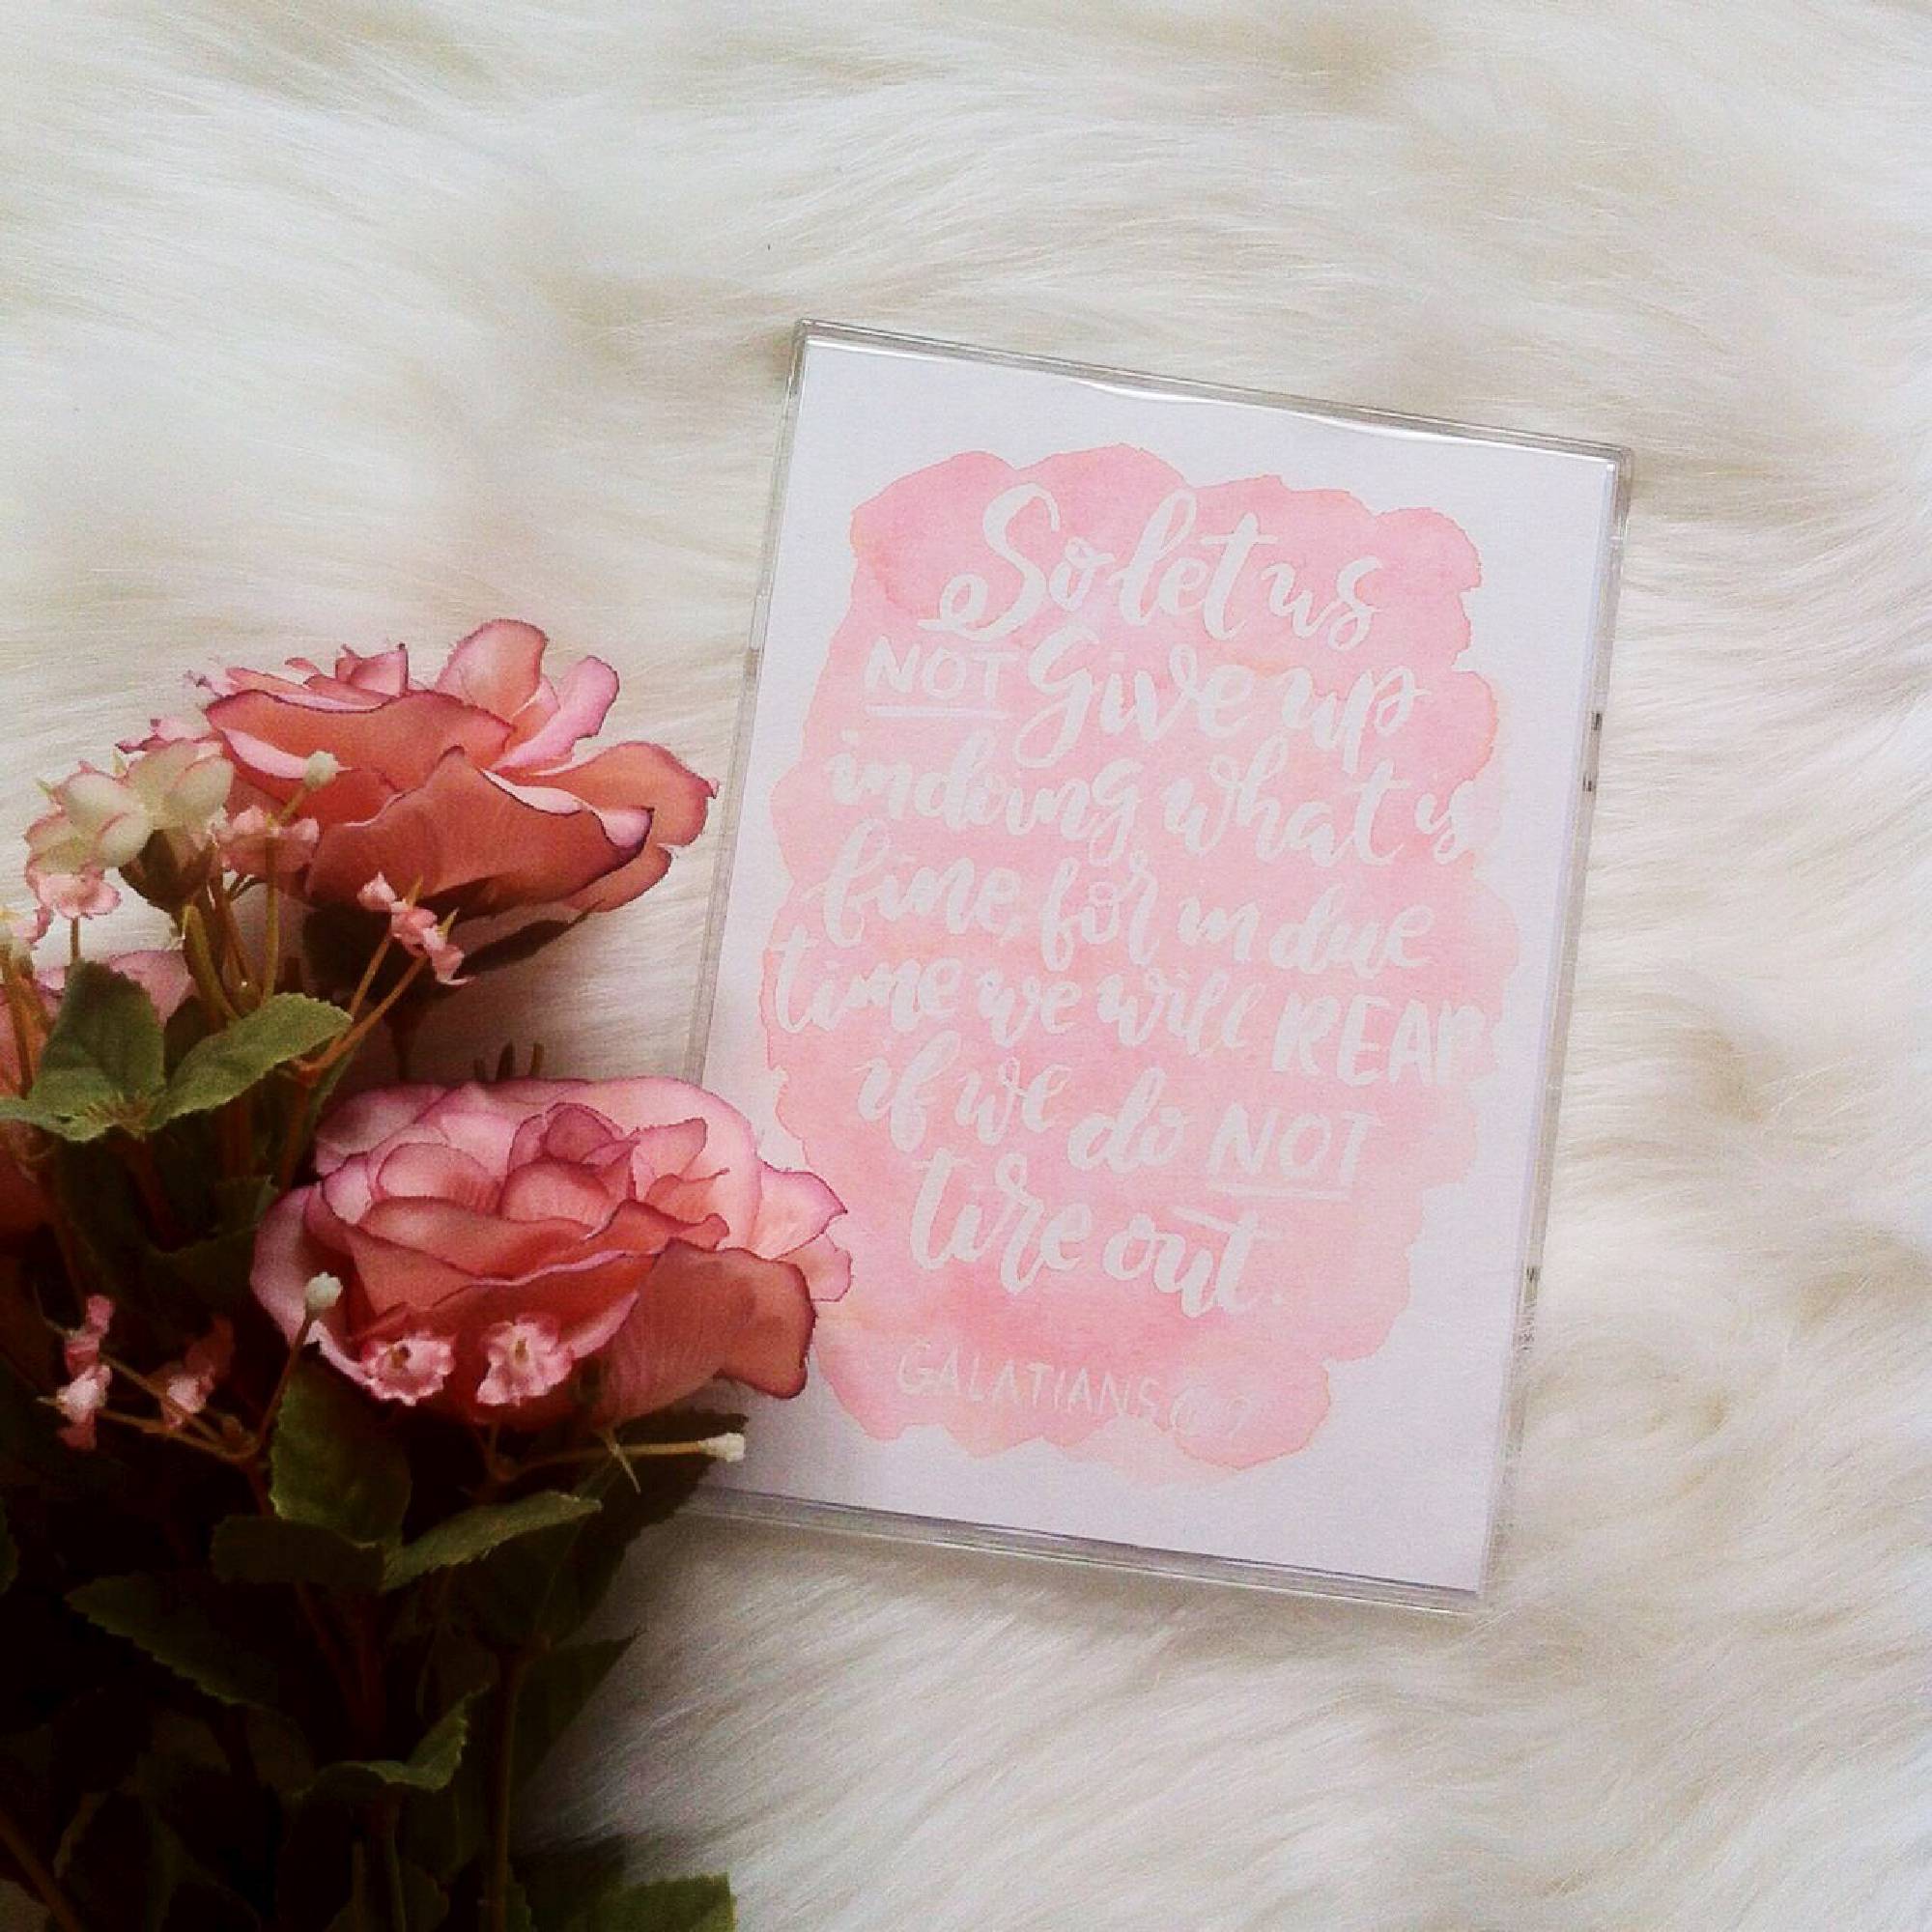 So let us
NOT Give up
in doing what is
fine, for in due
time we will REAP
if we do NOT
tire out.
GALATIANS 6:9